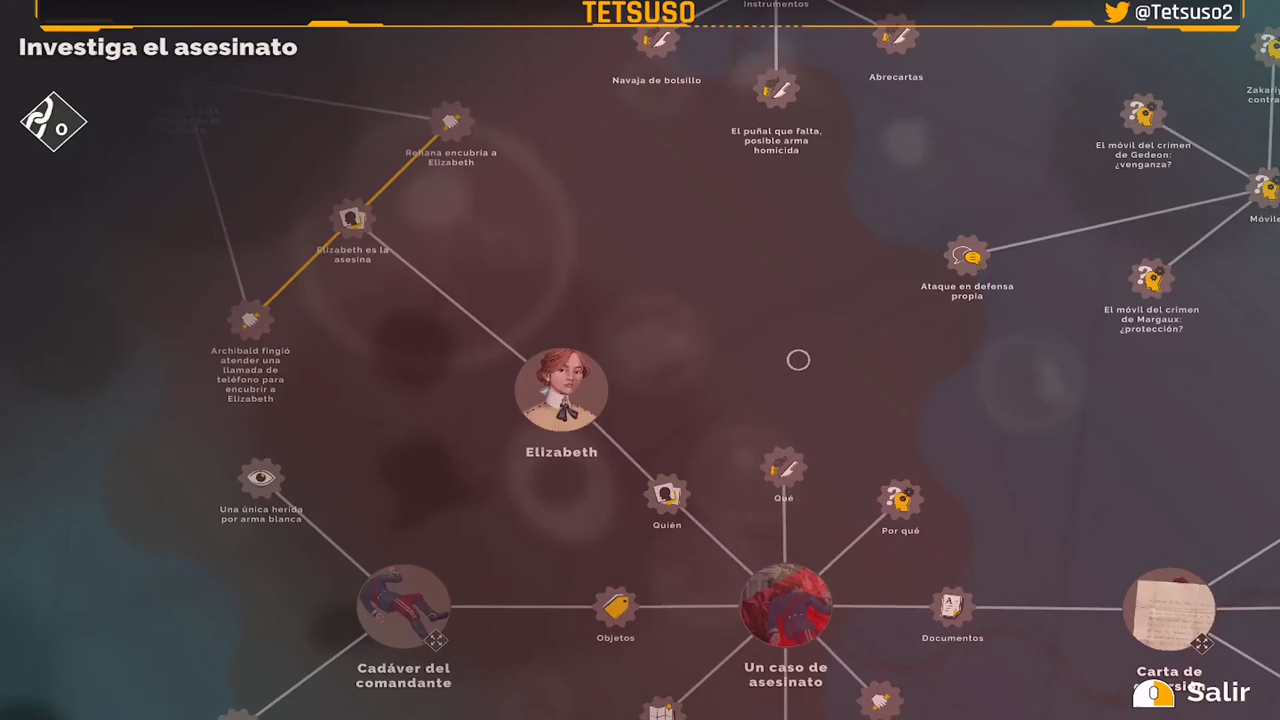 TETSUSO
@Tetsuso2
Investiga el asesinato
0
Instrumentos
Navaja de bolsillo
El puñal que falta,
posible arma
homicida
Abrecartas
El móvil del crimen
de Gedeon:
¿venganza?
Móvile
Ataque en defensa
propia
El móvil del crimen
de Margaux:
¿protección?
Rehana encubría a
Elizabeth
Elizabeth es la
asesina
Archibald fingió
atender una
llamada de
teléfono para
encubrir a
Elizabeth
Elizabeth
Una única herida
por arma blanca
Quién
Qué
Por qué
Cadáver del
comandante
Objetos
Un caso de
asesinato
Documentos
Carta de
Salir